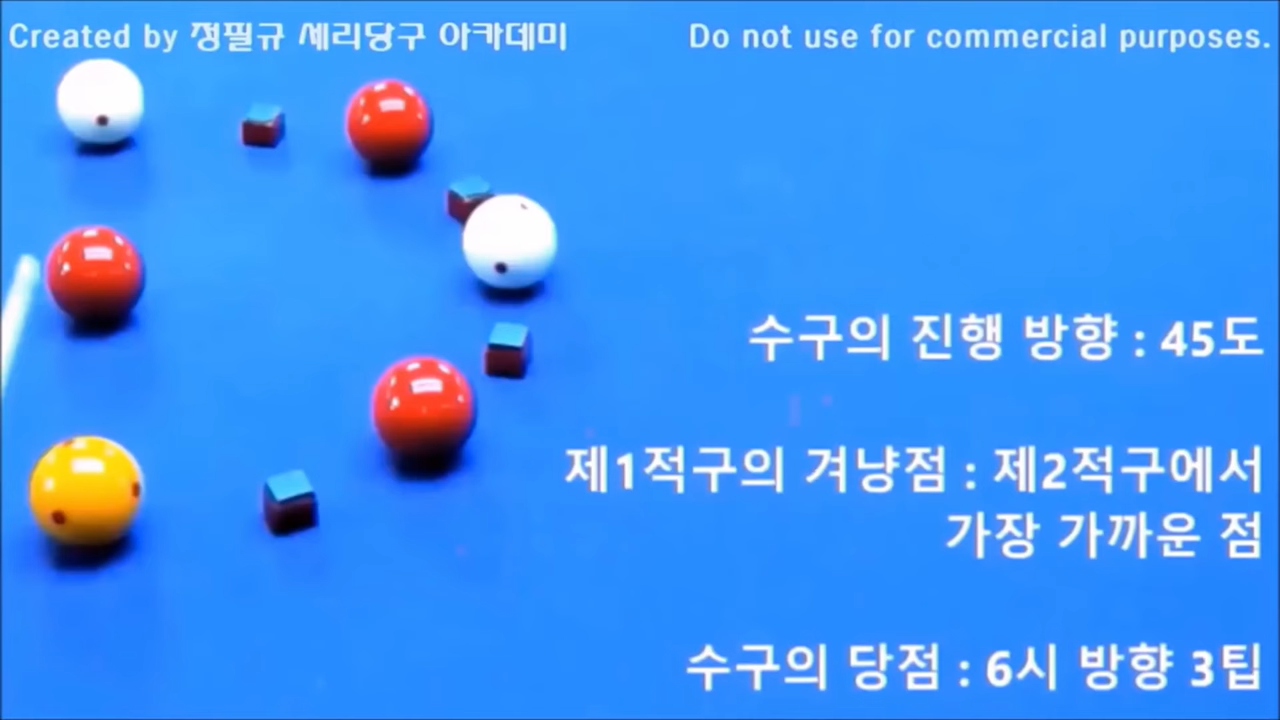 Created by 정필규 세리당구 아카데미
Do not use for commercial purposes.
수구의 진행 방향 : 45도
제1적구의 겨냥점 : 제2적구에서
가장 가까운 점
수구의 당점 : 6시 방향 3팁